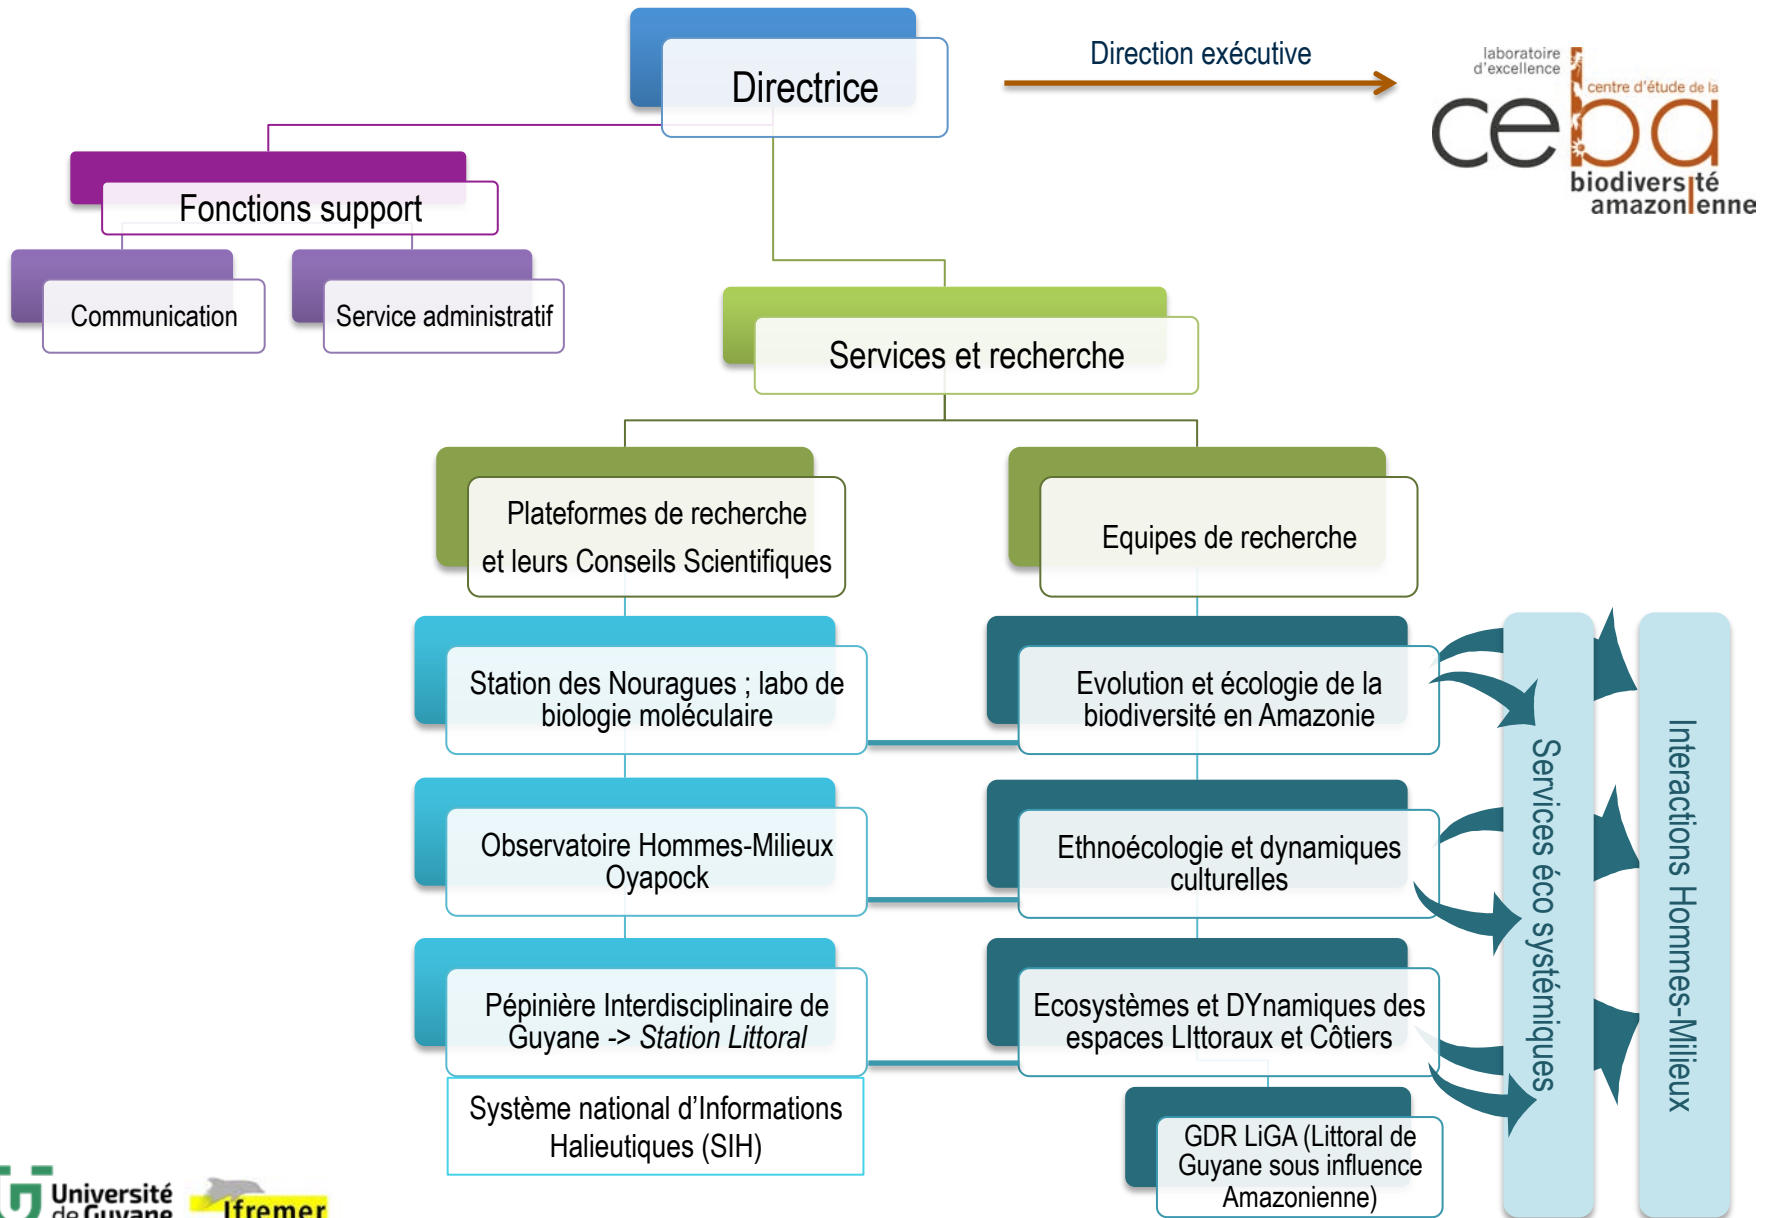 Directrice
Direction exécutive
laboratoire
d'excellence
centre d'étude de la
ceba
biodiversité
amazonienne
Fonctions support
Communication
Service administratif
Services et recherche
Plateformes de recherche
et leurs Conseils Scientifiques
Equipes de recherche
Station des Nouragues ; labo de
biologie moléculaire
Evolution et écologie de la
biodiversité en Amazonie
Observatoire Hommes-Milieux
Oyapock
Ethnoécologie et dynamiques
culturelles
Pépinière Interdisciplinaire de
Guyane -> Station Littoral
Ecosystèmes et DYnamiques des
espaces LIttoraux et Côtiers
Système national d’Informations
Halieutiques (SIH)
GDR LiGA (Littoral de
Guyane sous influence
Amazonienne)
Services éco systémiques
Interactions Hommes-Milieux
Université
de Guyane
Ifremer